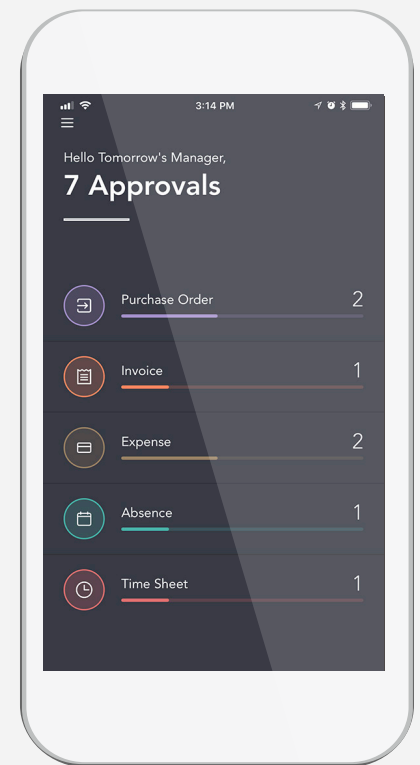 3:14 PM
Hello Tomorrow's Manager,
7 Approvals
Purchase Order 2
Invoice 1
Expense 2
Absence 1
Time Sheet 1